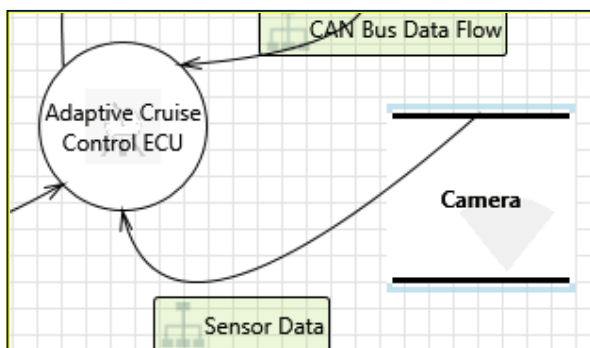 CAN Bus Data Flow
Adaptive Cruise
Control ECU
Camera
Sensor Data